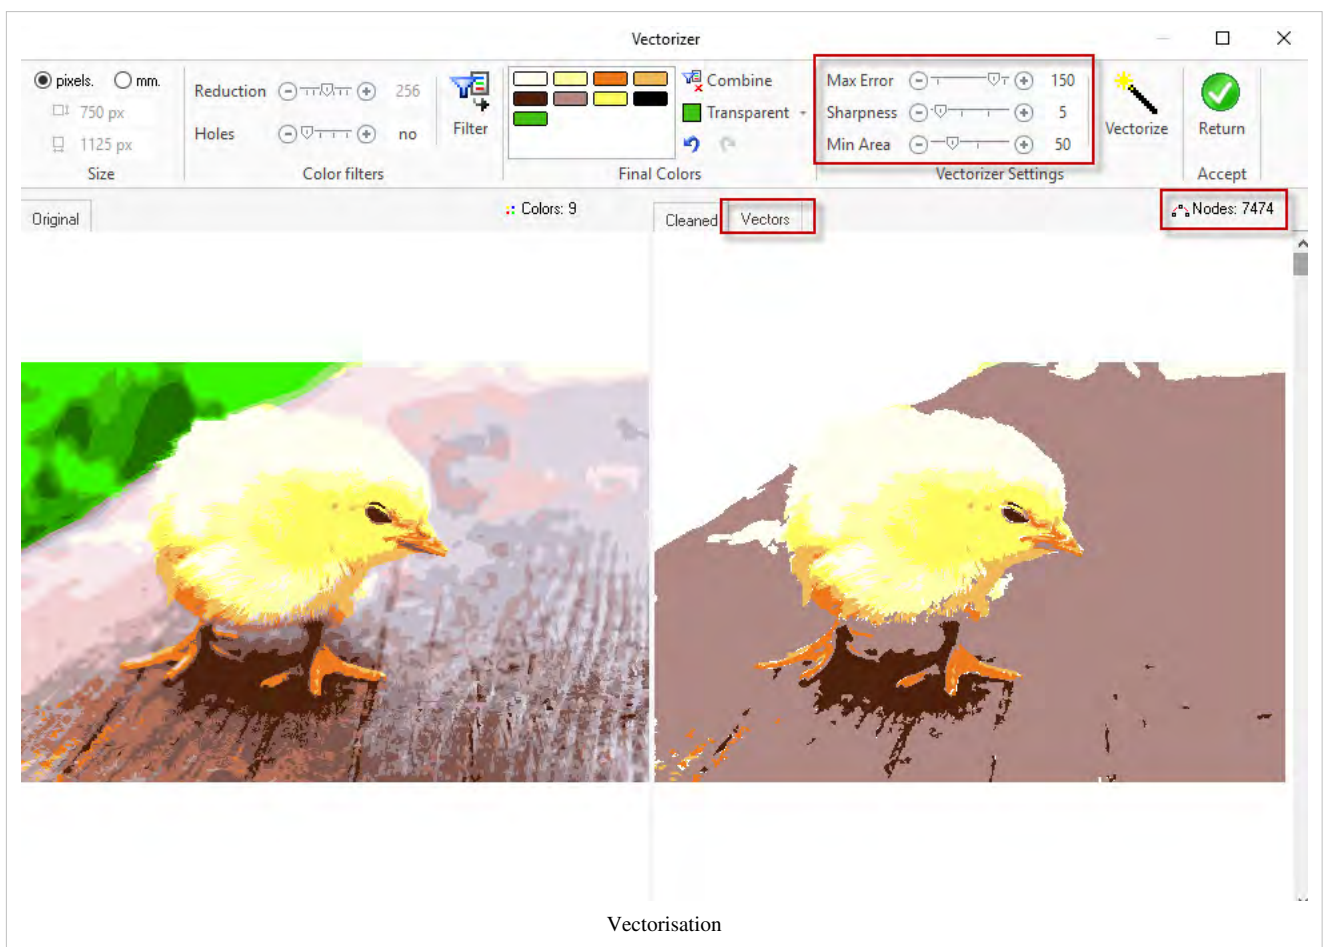 Vectorizer
pixels. mm.
750 px
1125 px
Size
Reduction 256
Holes no
Color filters
Filter
Combine
Transparent
Final Colors
Max Error 150
Sharpness 5
Min Area 50
Vectorizer Settings
Vectorize
Return
Accept
Original
Colors: 9
Cleaned
Vectors
Nodes: 7474
Vectorisation